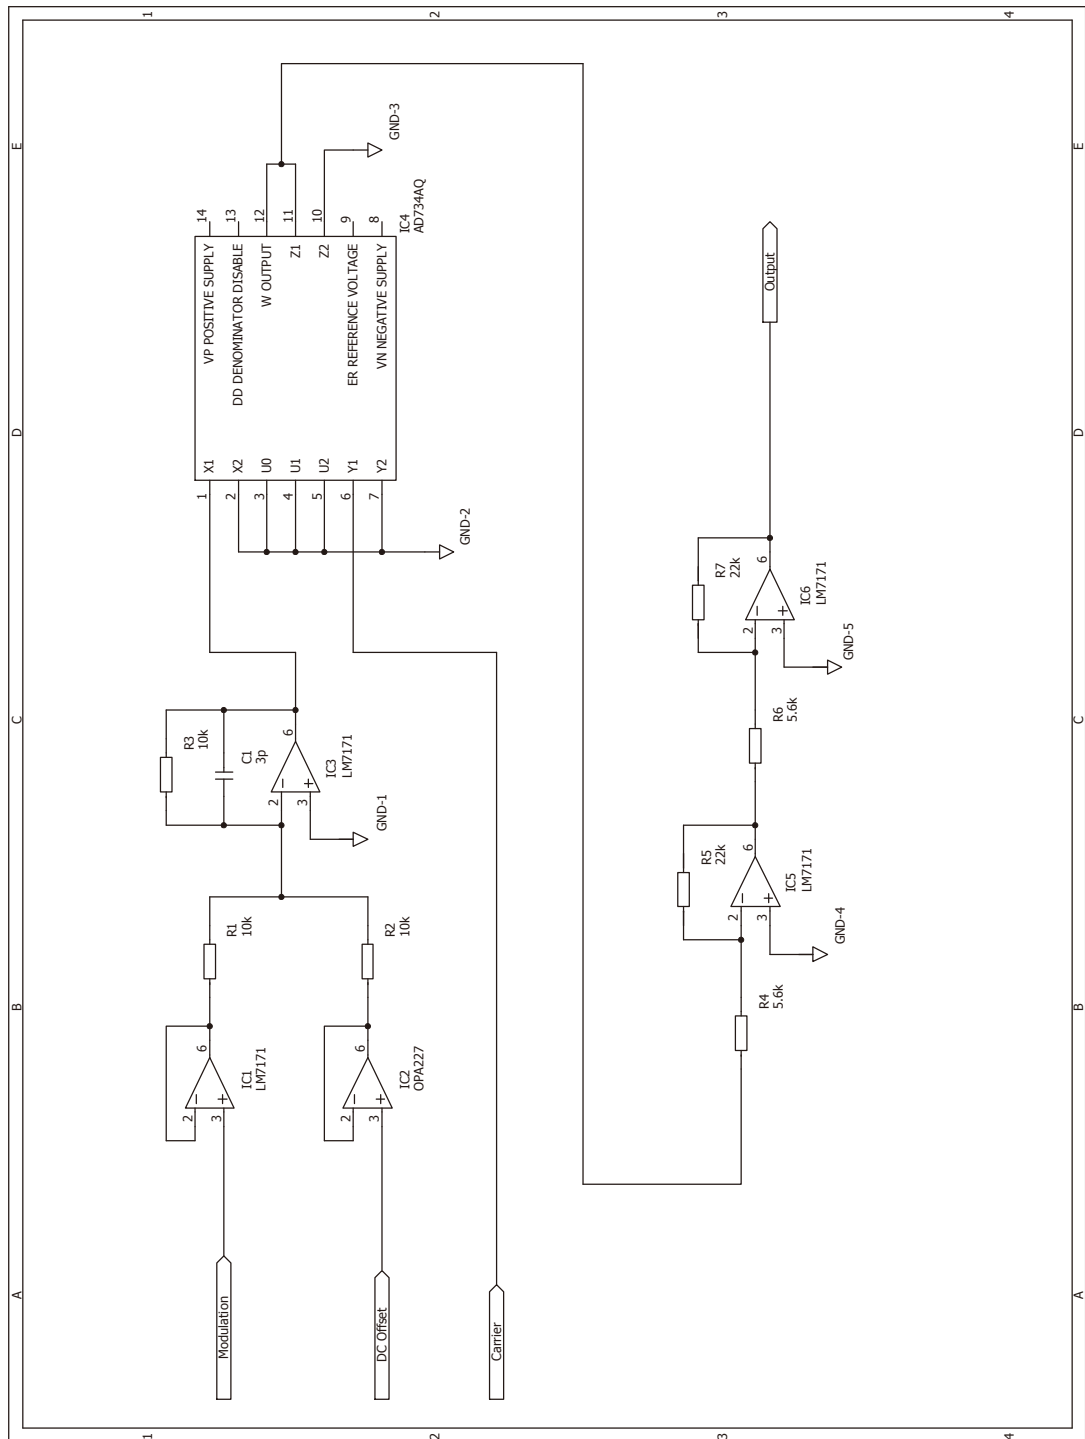 1
2
3
4
A
B
C
D
E
A
B
C
D
E
1
2
3
4
Modulation
DC Offset
Carrier
2
3
6
IC1
LM7171
2
3
6
IC2
OPA227
R1
10k
R2
10k
R3
10k
C1
3p
2
3
6
IC3
LM7171
GND-1
1
2
3
4
5
6
7
X1
X2
U0
U1
U2
Y1
Y2
VP POSITIVE SUPPLY
DD DENOMINATOR DISABLE
W OUTPUT
Z1
Z2
ER REFERENCE VOLTAGE
VN NEGATIVE SUPPLY
14
13
12
11
10
9
8
IC4
AD734AQ
GND-2
GND-3
R4
5.6k
R5
22k
2
3
6
IC5
LM7171
GND-4
R6
5.6k
R7
22k
2
3
6
IC6
LM7171
GND-5
Output